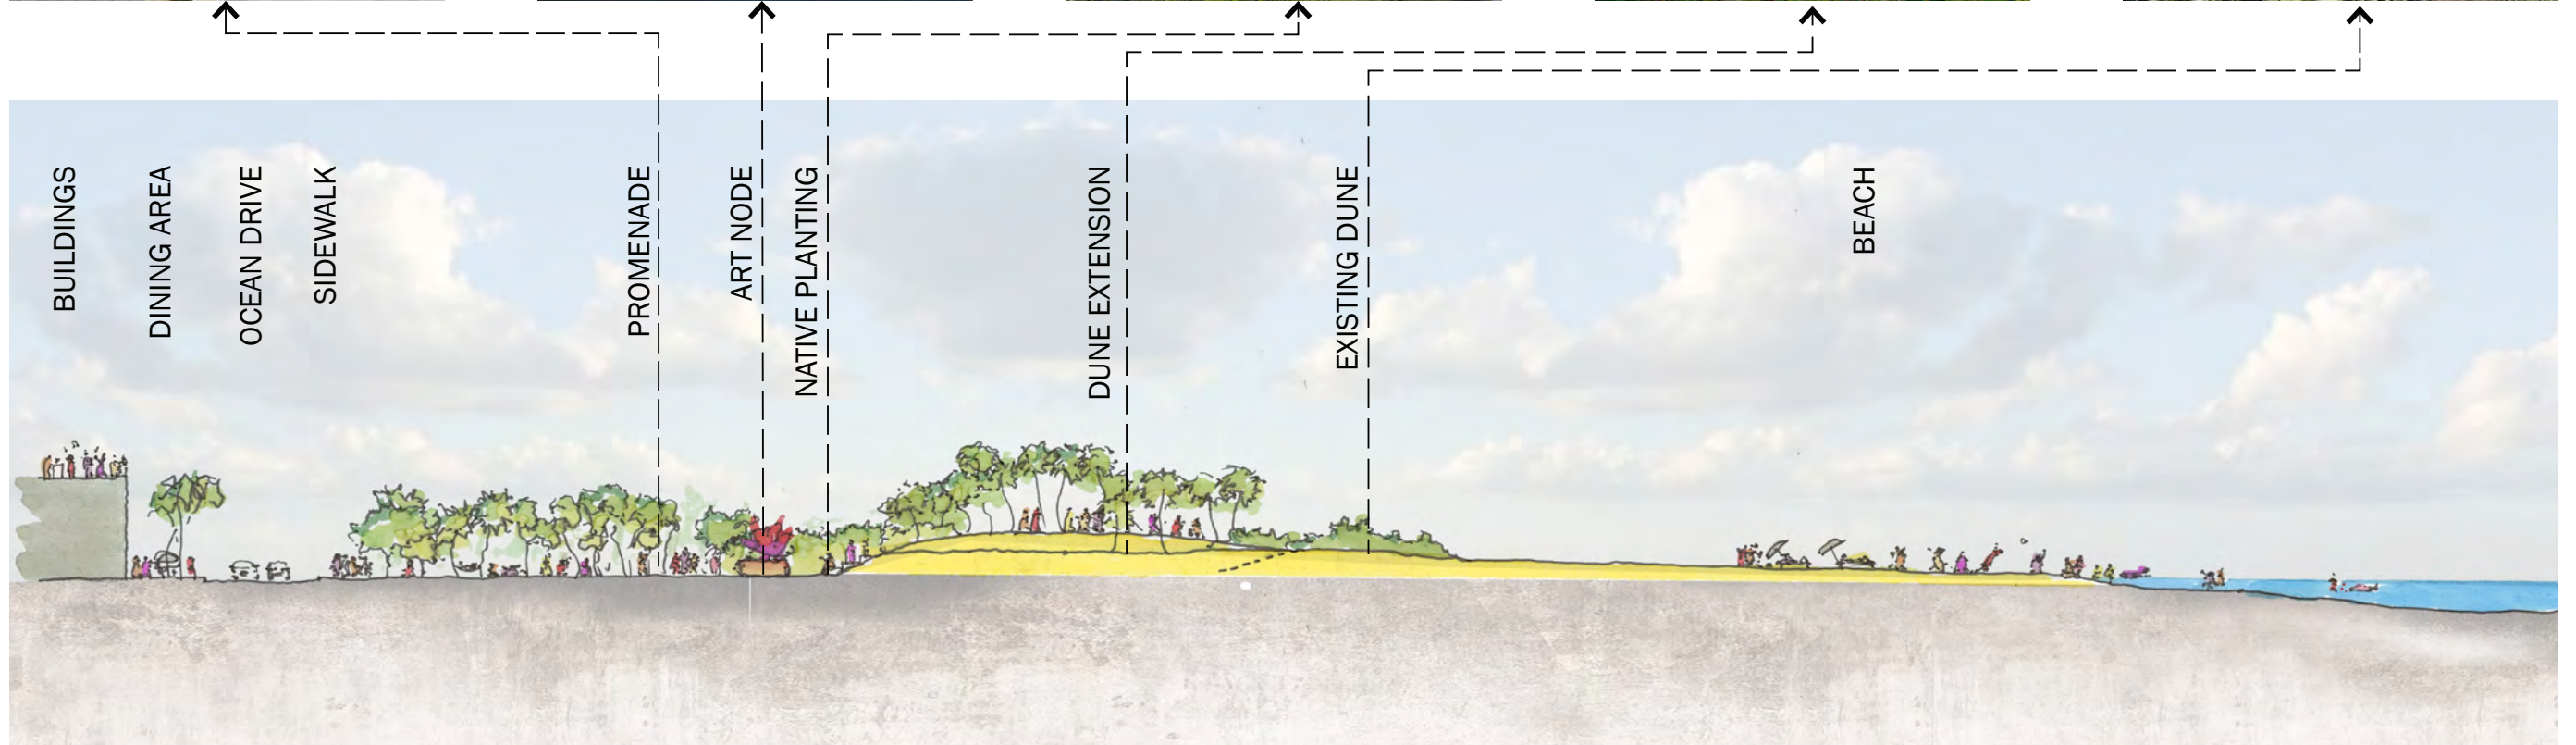 BUILDINGS
DINING AREA
OCEAN DRIVE
SIDEWALK
PROMENADE
ART NODE
NATIVE PLANTING
DUNE EXTENSION
EXISTING DUNE
BEACH